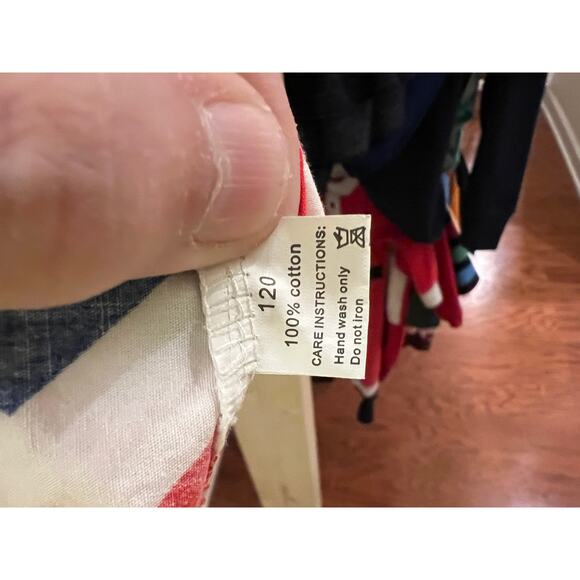 120
100% cotton
CARE INSTRUCTIONS:
Hand wash only
Do not iron